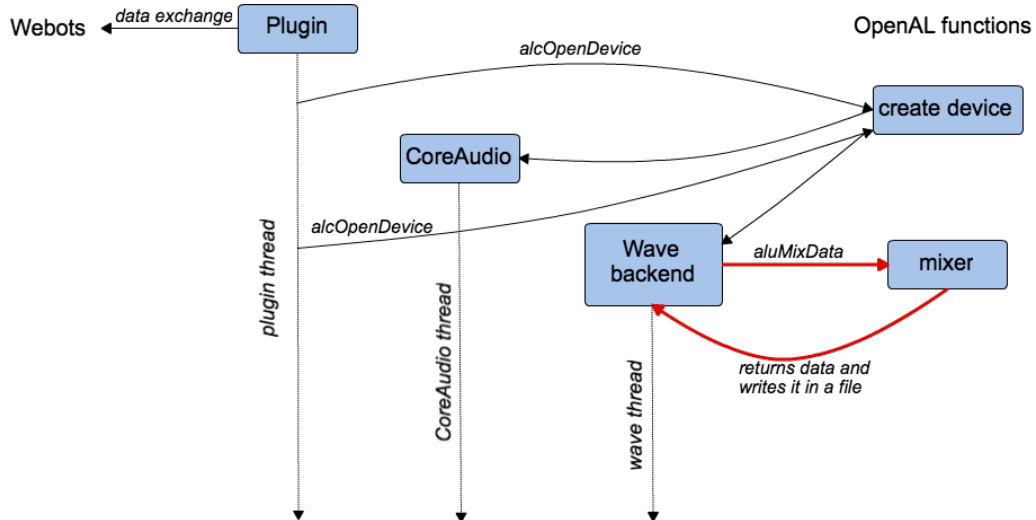 Webots
data exchange
Plugin
OpenAL functions
alcOpenDevice
create device
CoreAudio
alcOpenDevice
Wave
backend
aluMixData
mixer
plugin thread
CoreAudio thread
wave thread
returns data and
writes it in a file